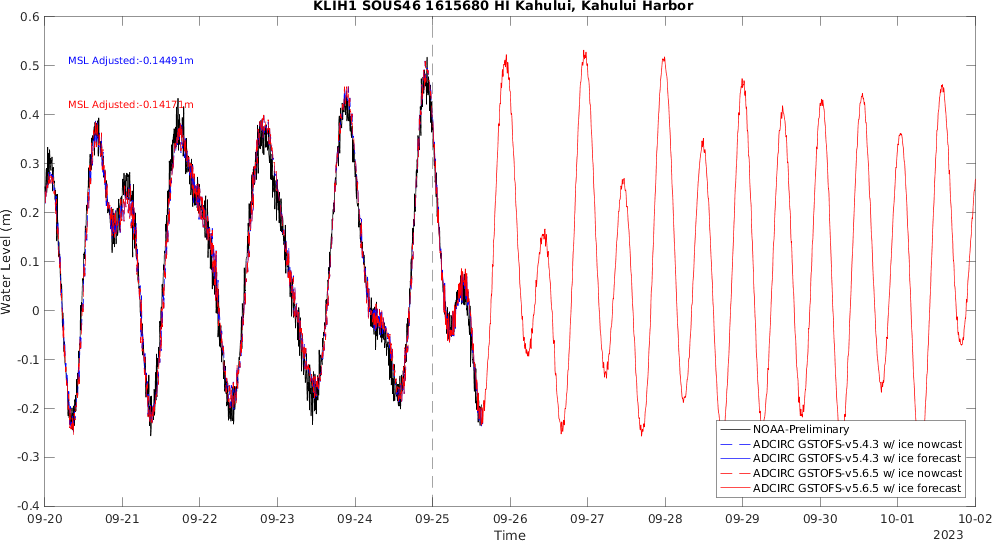 KLIH1 SOUS46 1615680 HI Kahului, Kahului Harbor
0.6
0.5
0.4
0.3
0.2
0.1
0
-0.1
-0.2
-0.3
-0.4
Water Level (m)
MSL Adjusted:-0.14491m
MSL Adjusted:-0.14171m
NOAA-Preliminary
ADCIRC GSTOFS-v5.4.3 w/ ice nowcast
ADCIRC GSTOFS-v5.4.3 w/ ice forecast
ADCIRC GSTOFS-v5.6.5 w/ ice nowcast
ADCIRC GSTOFS-v5.6.5 w/ ice forecast
09-20 09-21 09-22 09-23 09-24 09-25 09-26 09-27 09-28 09-29 09-30 10-01 10-02
Time
2023